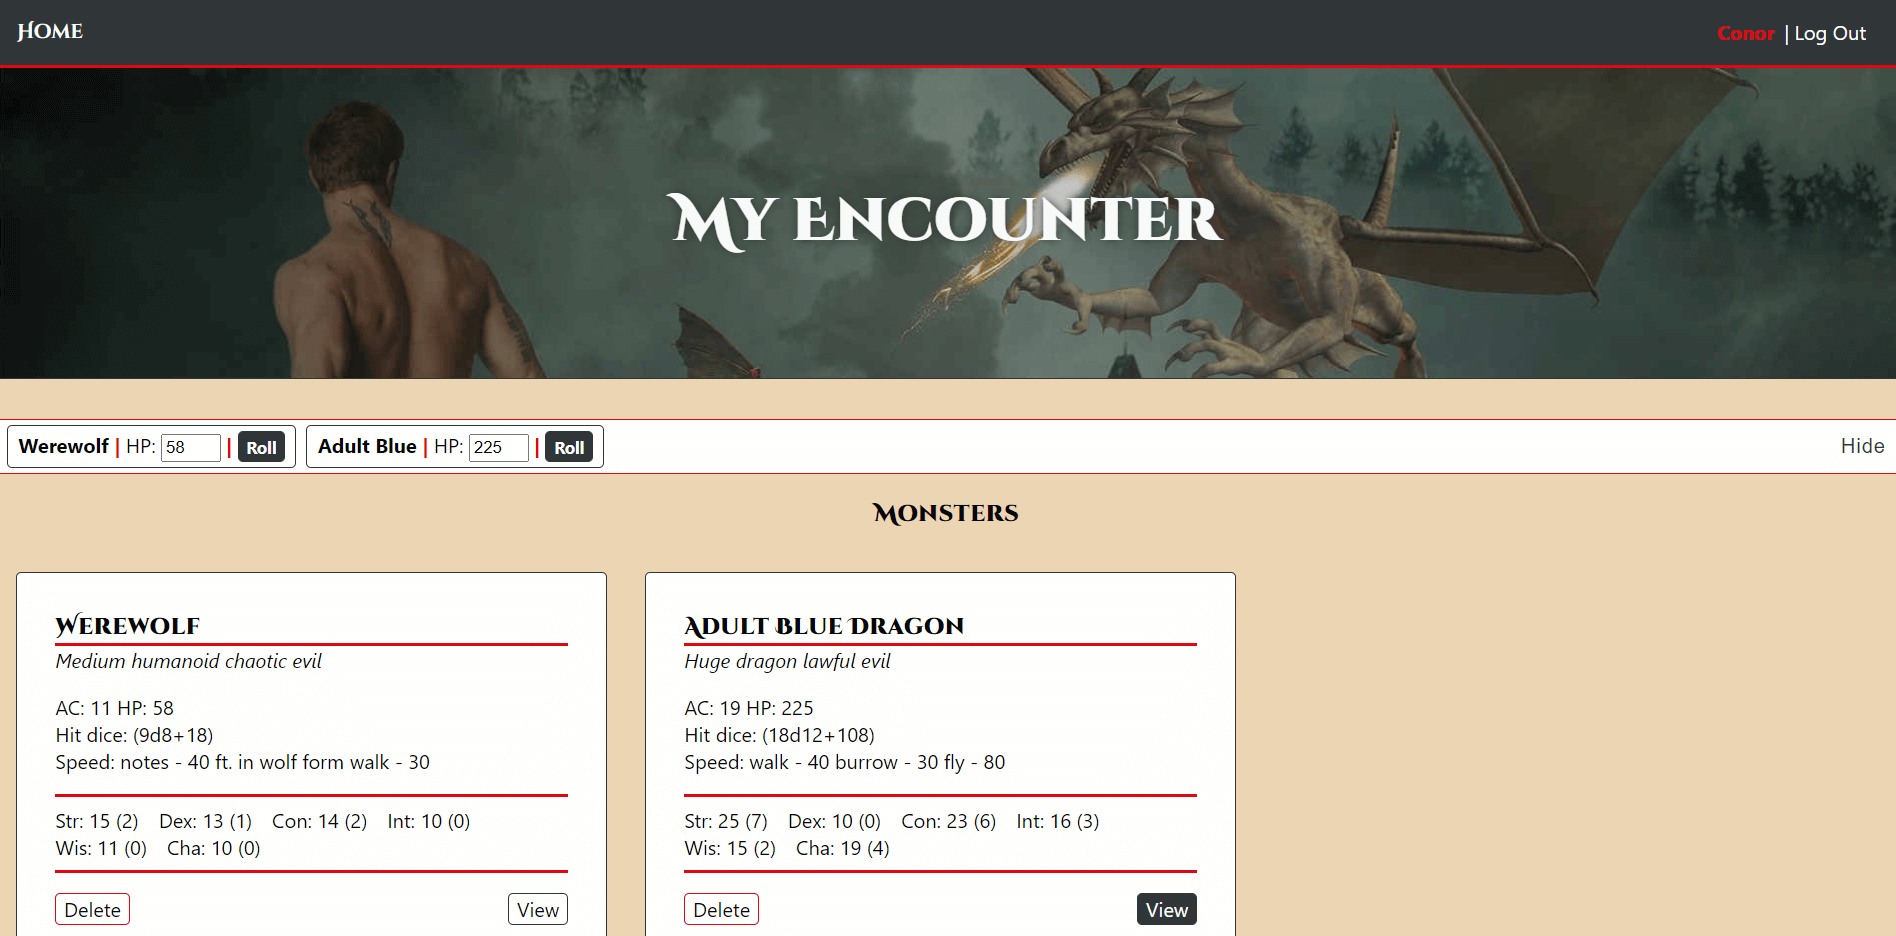 Home
Conor | Log Out
My Encounter
Werewolf | HP: 58 | Roll
Adult Blue | HP: 225 | Roll
Hide
Monsters
Werewolf
Medium humanoid chaotic evil
AC: 11 HP: 58
Hit dice: (9d8+18)
Speed: notes - 40 ft. in wolf form walk - 30
Str: 15 (2) Dex: 13 (1) Con: 14 (2) Int: 10 (0)
Wis: 11 (0) Cha: 10 (0)
Delete
View
Adult Blue Dragon
Huge dragon lawful evil
AC: 19 HP: 225
Hit dice: (18d12+108)
Speed: walk - 40 burrow - 30 fly - 80
Str: 25 (7) Dex: 10 (0) Con: 23 (6) Int: 16 (3)
Wis: 15 (2) Cha: 19 (4)
Delete
View